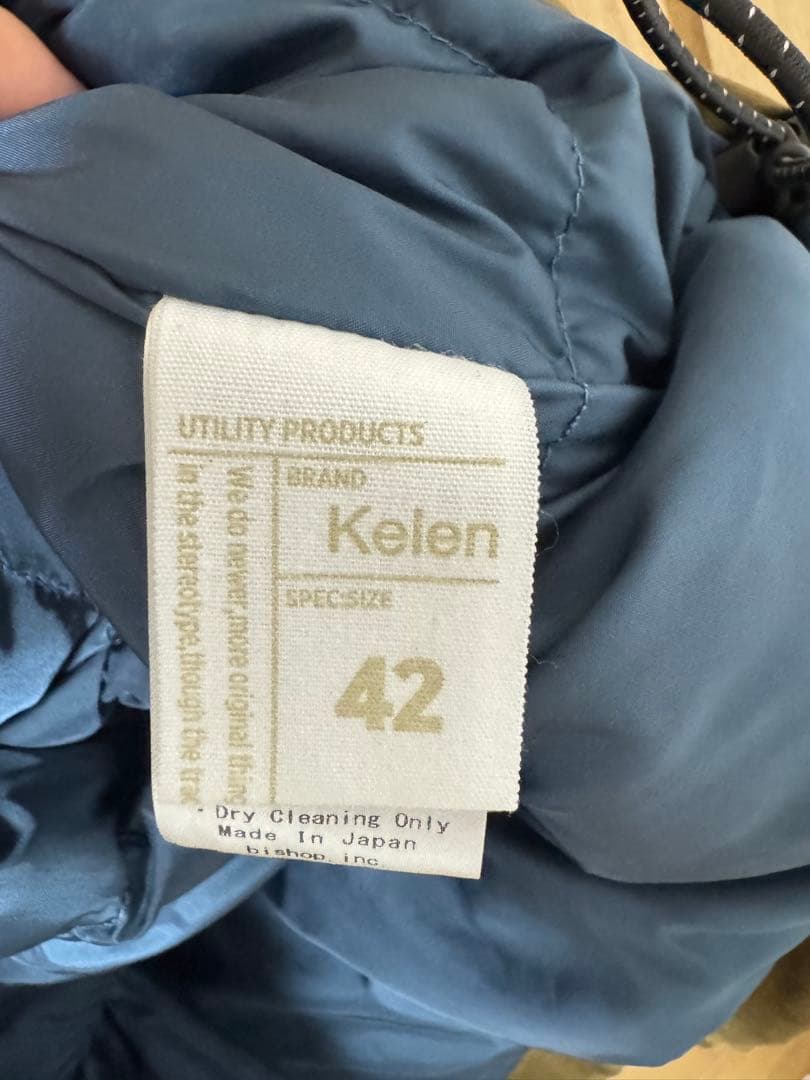 UTILITY PRODUCTS
BRAND
Kelen
SPEC:SIZE
42
We do newer, more original thing
in the stereotype, though the
- Dry Cleaning Only
Made In Japan
bishop. inc.